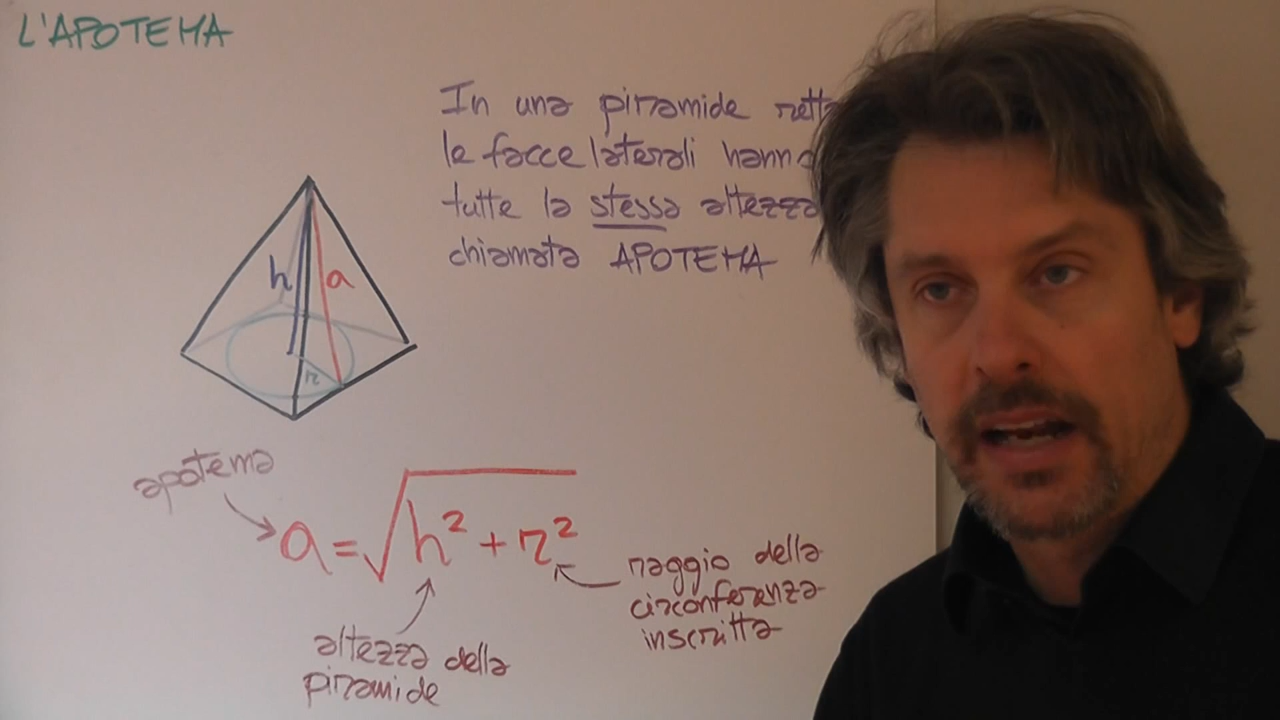 L'APOTEMA
In una piramide retta
le facce laterali hanno
tutte la stessa altezza
chiamata APOTEMA
h
a
r
apotema
a = √h² + r²
raggio della
circonferenza
inscritta
altezza della
piramide